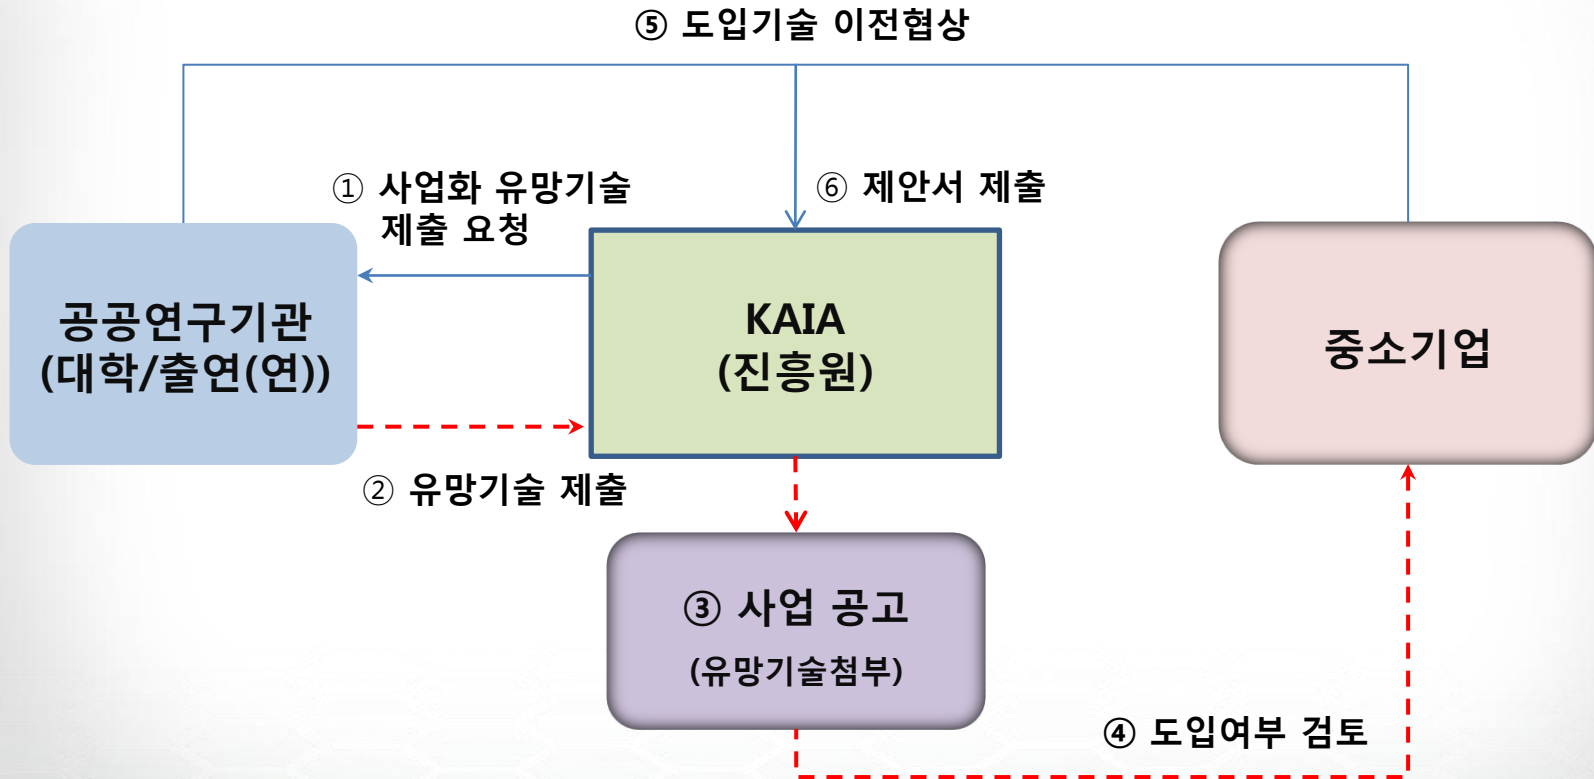 ⑤ 도입기술 이전협상
① 사업화 유망기술
제출 요청
⑥ 제안서 제출
공공연구기관
(대학/출연(연))
KAIA
(진흥원)
중소기업
② 유망기술 제출
③ 사업 공고
(유망기술첨부)
④ 도입여부 검토